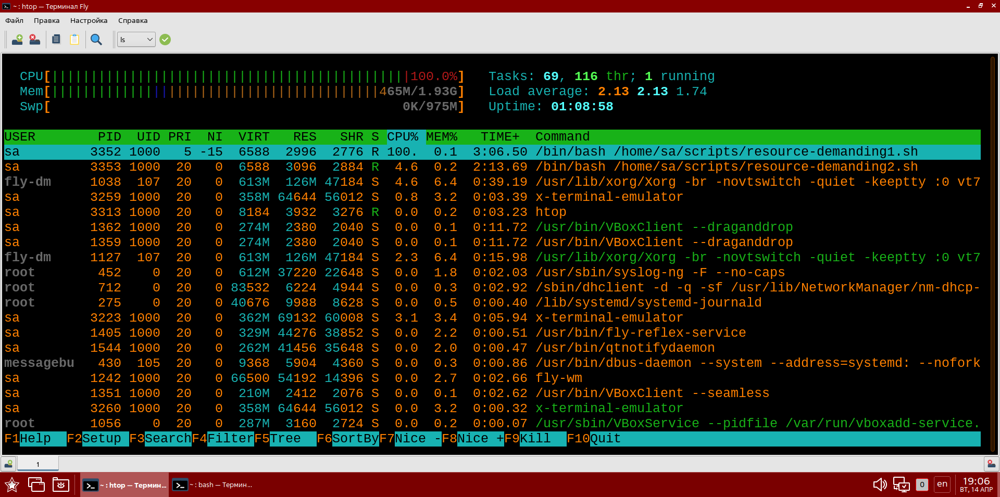 ~ : htop — Терминал Fly
Файл Правка Настройка Справка
ls
CPU[||||||||||||||||||||||||||||||||||||||||||||||100.0%] Tasks: 69, 116 thr; 1 running
Mem[||||||||||||||||||||||||||||||||||||||||||465M/1.93G] Load average: 2.13 2.13 1.74
Swp[ 0K/975M] Uptime: 01:08:58
USER PID UID PRI NI VIRT RES SHR S CPU% MEM% TIME+ Command
sa 3352 1000 5 -15 6588 2996 2776 R 100. 0.1 3:06.50 /bin/bash /home/sa/scripts/resource-demanding1.sh
sa 3353 1000 20 0 6588 3096 2884 R 4.6 0.2 2:13.69 /bin/bash /home/sa/scripts/resource-demanding2.sh
fly-dm 1038 107 20 0 613M 126M 47184 S 4.6 6.4 0:39.19 /usr/lib/xorg/Xorg -br -novtswitch -quiet -keeptty :0 vt7
sa 3259 1000 20 0 358M 64644 56012 S 0.8 3.2 0:03.39 x-terminal-emulator
sa 3313 1000 20 0 8184 3932 3276 R 0.0 0.2 0:03.23 htop
sa 1362 1000 20 0 274M 2380 2040 S 0.0 0.1 0:11.72 /usr/bin/VBoxClient --draganddrop
sa 1359 1000 20 0 274M 2380 2040 S 0.0 0.1 0:11.72 /usr/bin/VBoxClient --draganddrop
fly-dm 1127 107 20 0 613M 126M 47184 S 2.3 6.4 0:15.98 /usr/lib/xorg/Xorg -br -novtswitch -quiet -keeptty :0 vt7
root 452 0 20 0 612M 37220 22648 S 0.0 1.8 0:02.03 /usr/sbin/syslog-ng -F --no-caps
root 712 0 20 0 83532 6224 4944 S 0.0 0.3 0:02.92 /sbin/dhclient -d -q -sf /usr/lib/NetworkManager/nm-dhcp-
root 275 0 20 0 40676 9988 8628 S 0.0 0.5 0:00.40 /lib/systemd/systemd-journald
sa 3223 1000 20 0 362M 69132 60008 S 3.1 3.4 0:05.94 x-terminal-emulator
sa 1405 1000 20 0 329M 44276 38852 S 0.0 2.2 0:00.51 /usr/bin/fly-reflex-service
sa 1544 1000 20 0 262M 41456 35648 S 0.0 2.0 0:00.47 /usr/bin/qtnotifydaemon
messagebu 430 105 20 0 9368 5904 4360 S 0.0 0.3 0:00.86 /usr/bin/dbus-daemon --system --address=systemd: --nofork
sa 1242 1000 20 0 66500 54192 14396 S 0.0 2.7 0:02.66 fly-wm
sa 1351 1000 20 0 210M 2412 2076 S 0.0 0.1 0:02.62 /usr/bin/VBoxClient --seamless
sa 3260 1000 20 0 358M 64644 56012 S 0.0 3.2 0:00.32 x-terminal-emulator
root 1056 0 20 0 287M 3160 2724 S 0.0 0.2 0:00.07 /usr/sbin/VBoxService --pidfile /var/run/vboxadd-service.
F1Help F2Setup F3SearchF4FilterF5Tree F6SortByF7Nice -F8Nice +F9Kill F10Quit
1
~ : htop — Термин... ~ : bash — Термин... 0 en 19:06
ВТ, 14 АПР